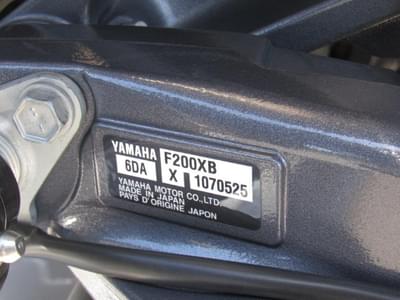 YAMAHA F200XB
6DA X 1070525
YAMAHA MOTOR CO.,LTD.
MADE IN JAPAN
PAYS D'ORIGINE JAPON